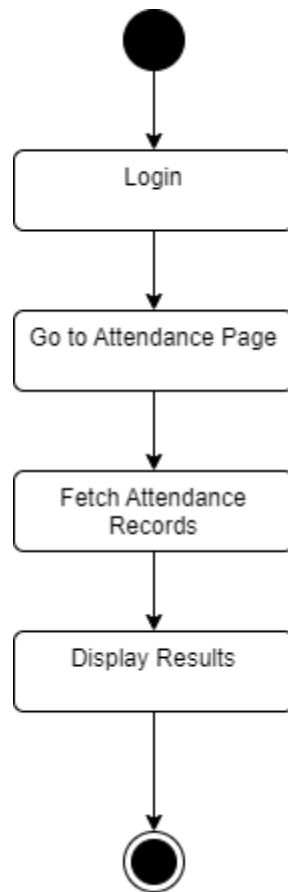 Login
Go to Attendance Page
Fetch Attendance
Records
Display Results